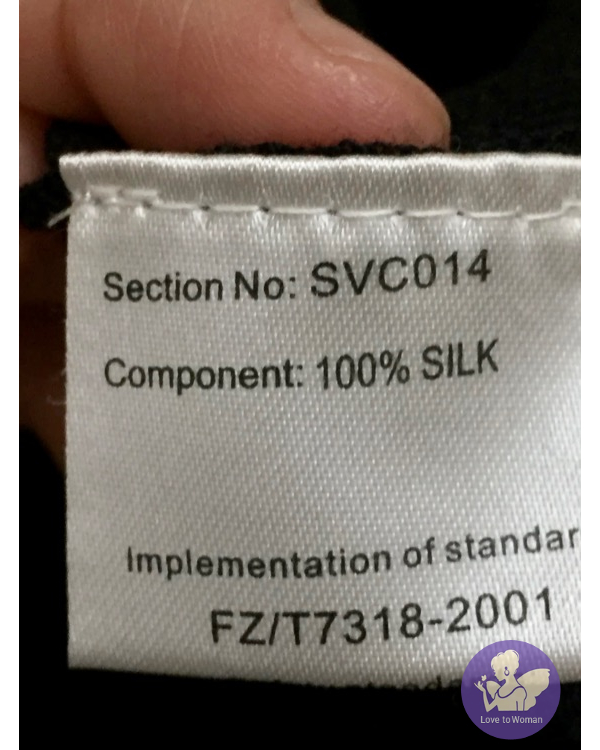 Section No: SVC014
Component: 100% SILK
Implementation of standar
FZ/T7318-2001
Love to Woman